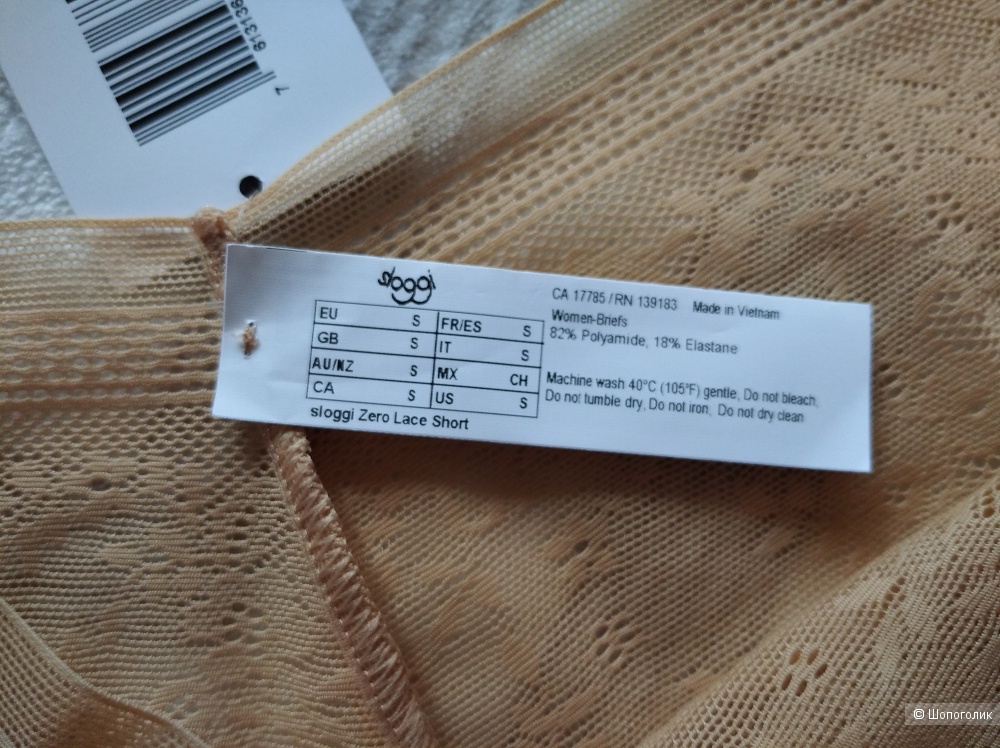 7 613136
sloggi
EU S FR/ES S
GB S IT S
AU/NZ S MX CH
CA S US S
sloggi Zero Lace Short
CA 17785 / RN 139183 Made in Vietnam
Women-Briefs
82% Polyamide, 18% Elastane
Machine wash 40°C (105°F) gentle, Do not bleach,
Do not tumble dry, Do not iron, Do not dry clean
© Шопоголик